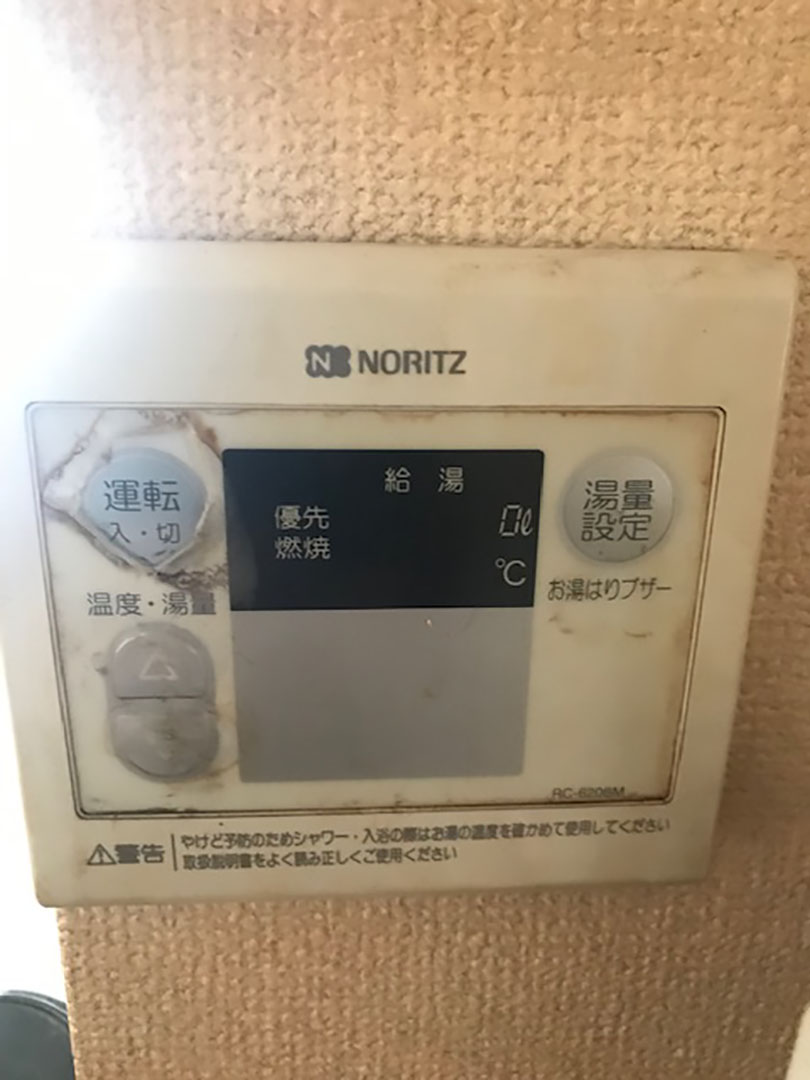 NORITZ
運転
入・切
温度・湯量
給 湯
優先
燃焼
0ℓ
℃
湯量
設定
お湯はりブザー
RC-6208M
警告
やけど予防のためシャワー・入浴の際はお湯の温度を確かめて使用してください
取扱説明書をよく読み正しくご使用ください